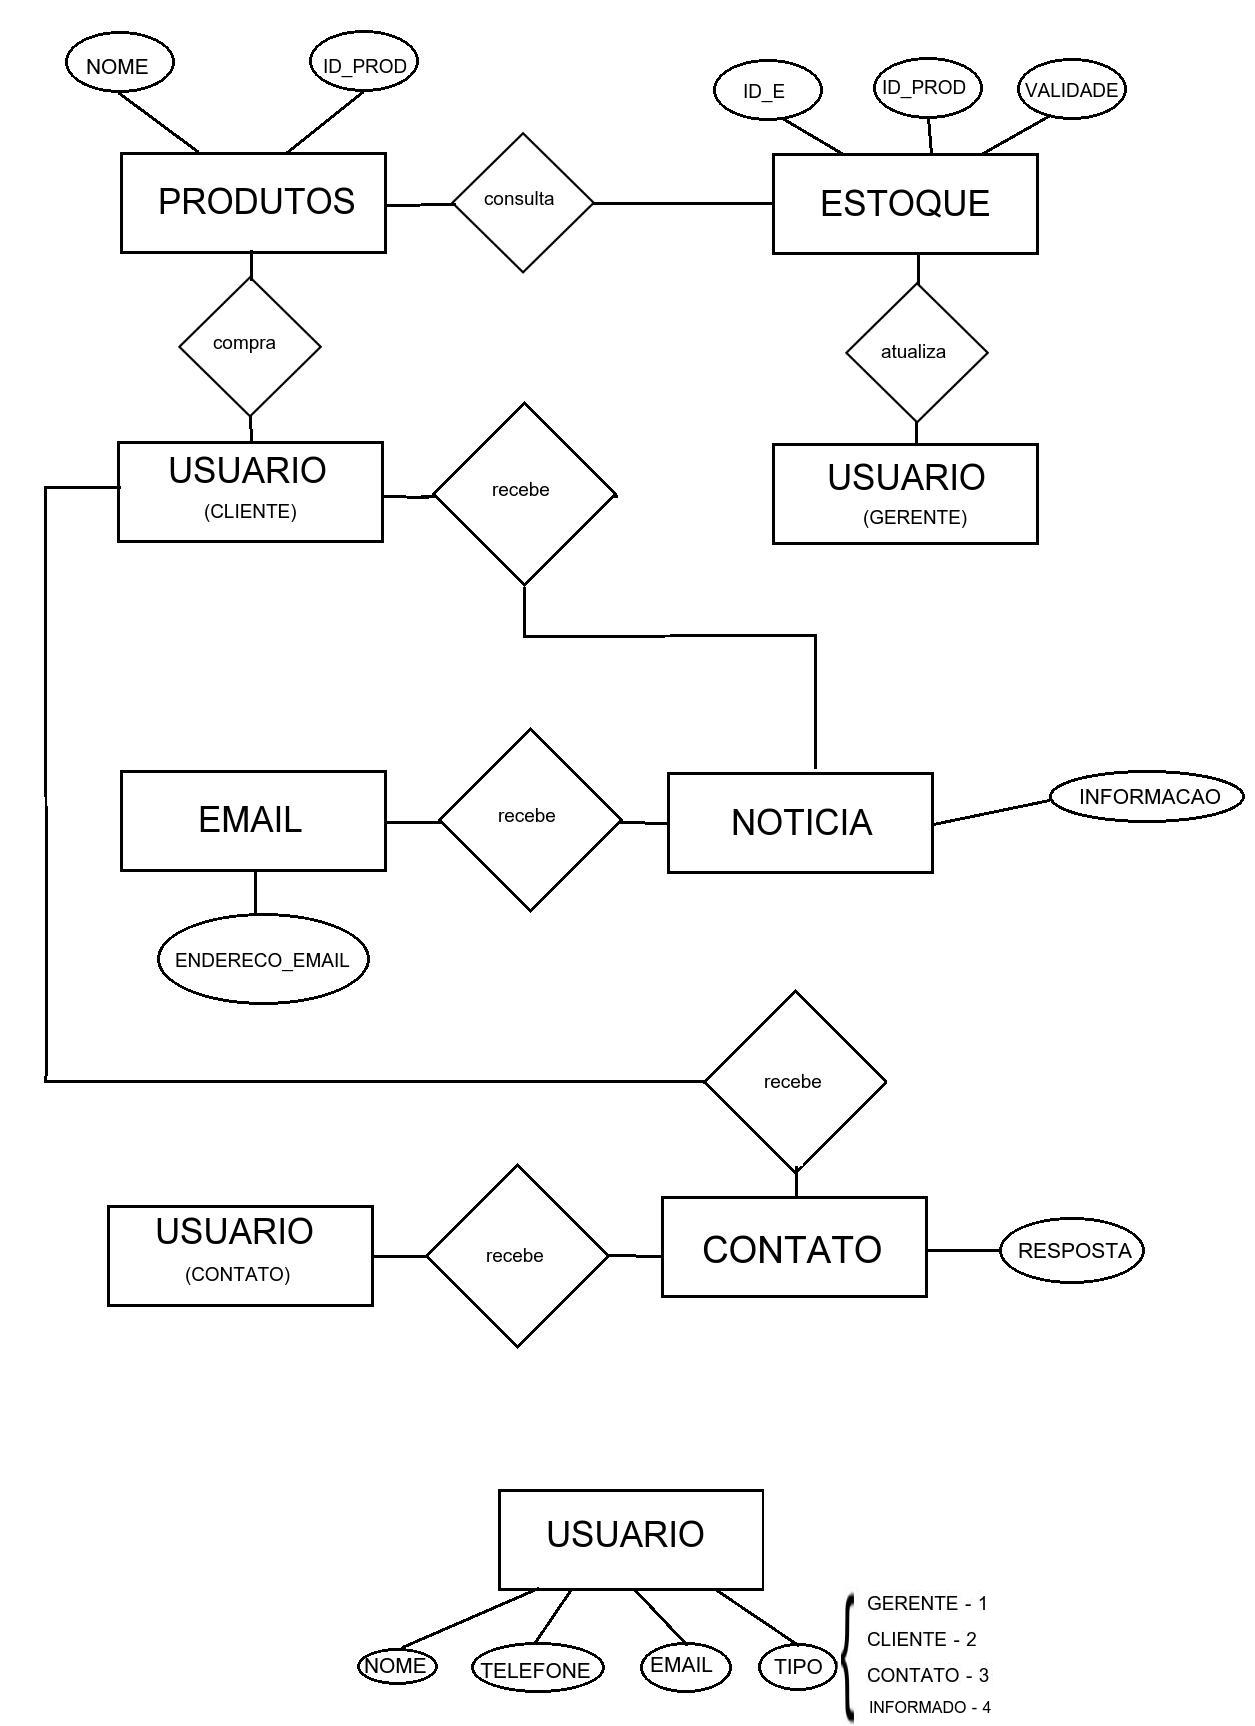 NOME
ID_PROD
ID_E
ID_PROD
VALIDADE
PRODUTOS
consulta
ESTOQUE
compra
atualiza
USUARIO
(CLIENTE)
recebe
USUARIO
(GERENTE)
EMAIL
recebe
NOTICIA
INFORMACAO
ENDERECO_EMAIL
recebe
USUARIO
(CONTATO)
recebe
CONTATO
RESPOSTA
USUARIO
NOME
TELEFONE
EMAIL
TIPO
GERENTE - 1
CLIENTE - 2
CONTATO - 3
INFORMADO - 4